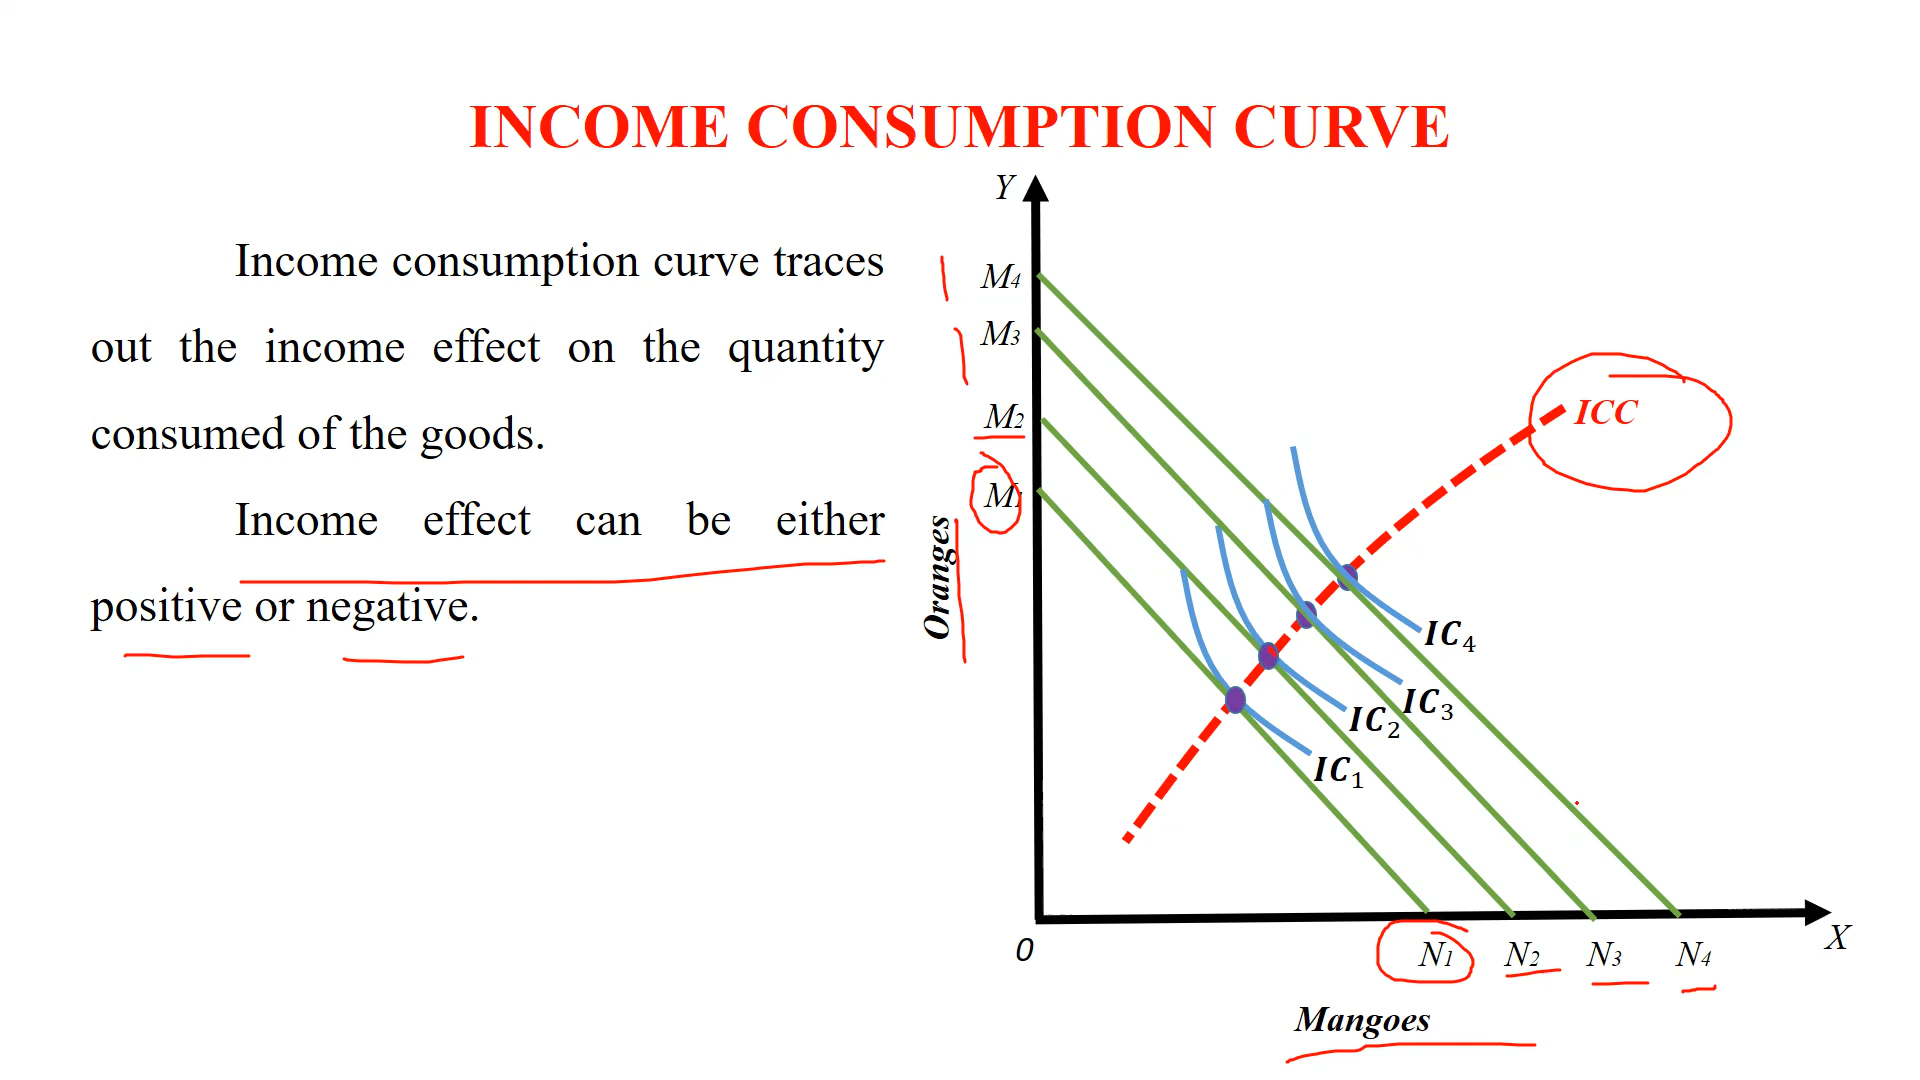 INCOME CONSUMPTION CURVE
Income consumption curve traces
out the income effect on the quantity
consumed of the goods.
Income effect can be either
positive or negative.
Y
M4
M3
M2
M1
Oranges
ICC
IC4
IC3
IC2
IC1
0
N1 N2 N3 N4
X
Mangoes